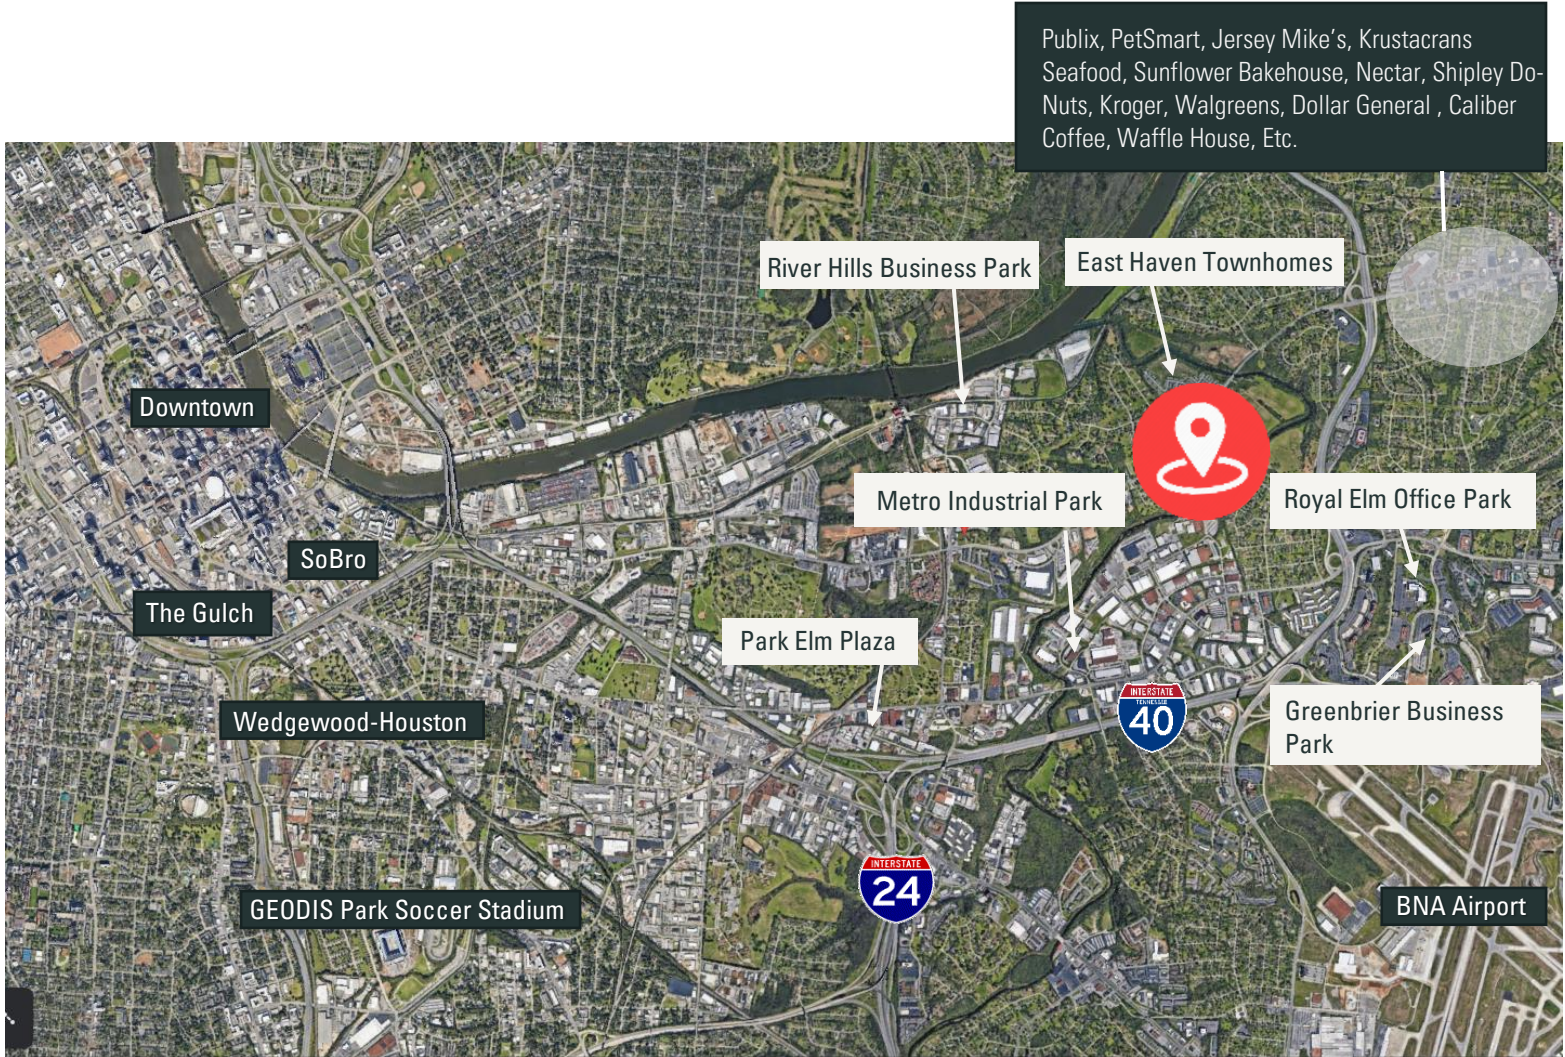 Publix, PetSmart, Jersey Mike's, Krustacrans
Seafood, Sunflower Bakehouse, Nectar, Shipley Do-
Nuts, Kroger, Walgreens, Dollar General , Caliber
Coffee, Waffle House, Etc.
River Hills Business Park
East Haven Townhomes
Downtown
Metro Industrial Park
Royal Elm Office Park
SoBro
The Gulch
Park Elm Plaza
INTERSTATE
TENNESSEE
40
Wedgewood-Houston
Greenbrier Business
Park
INTERSTATE
24
GEODIS Park Soccer Stadium
BNA Airport